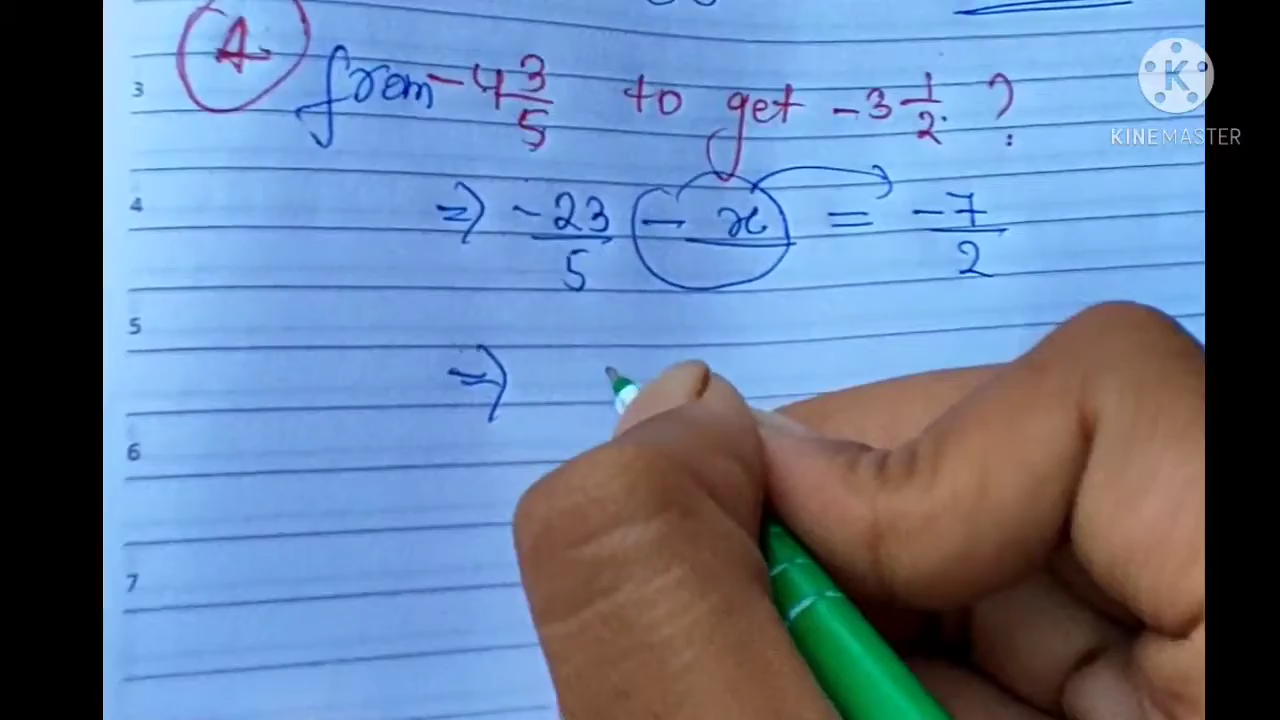 A
from -4 3/5 to get -3 1/2 ?
⇒ -23/5 - x = -7/2
⇒
3
4
5
6
7
K
KINEMASTER